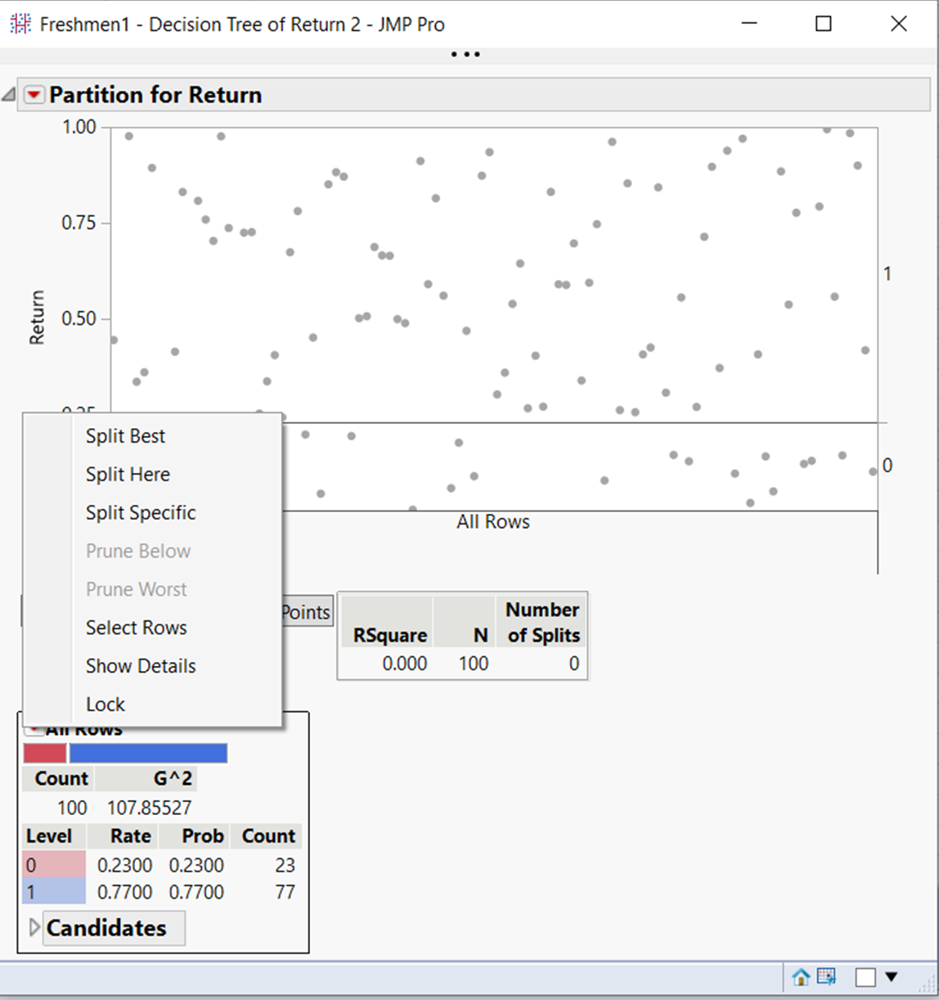 Freshmen1 - Decision Tree of Return 2 - JMP Pro
Partition for Return
1.00
0.75
0.50
Return
1
0
All Rows
Split Best
Split Here
Split Specific
Prune Below
Prune Worst
Select Rows
Show Details
Lock
Points
RSquare N Number of Splits
0.000 100 0
All Rows
Count G^2
100 107.85527
Level Rate Prob Count
0 0.2300 0.2300 23
1 0.7700 0.7700 77
Candidates